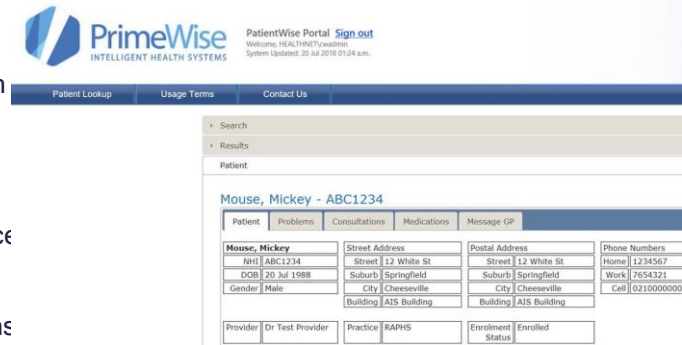 PrimeWise
INTELLIGENT HEALTH SYSTEMS
PatientWise Portal Sign out
Welcome, HEALTHNET\cwadmin
System Updated: 20 Jul 2018 01:24 a.m.
Patient Lookup Usage Terms Contact Us
Search
Results
Patient
Mouse, Mickey - ABC1234
Patient Problems Consultations Medications Message GP
Mouse, Mickey Street Address Postal Address Phone Numbers
NHI ABC1234 Street 12 White St Street 12 White St Home 1234567
DOB 20 Jul 1988 Suburb Springfield Suburb Springfield Work 7654321
Gender Male City Cheeseville City Cheeseville Cell 0210000000
Building AIS Building Building AIS Building
Provider Dr Test Provider Practice RAPHS Enrolment Enrolled
Status